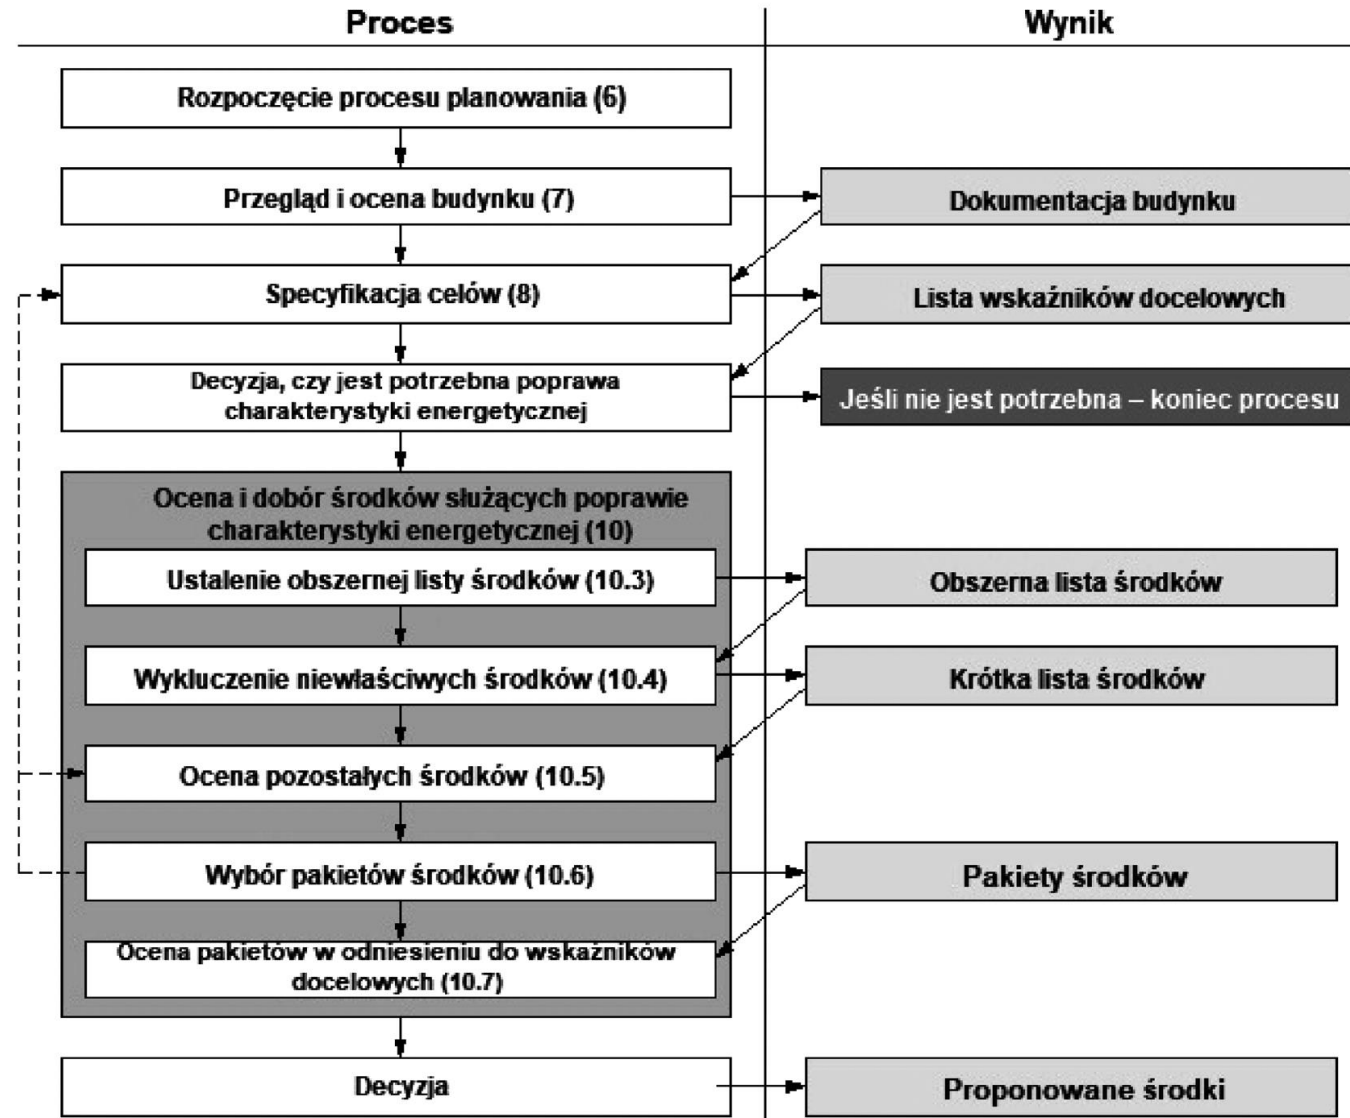 Proces
Wynik
Rozpoczęcie procesu planowania (6)
Przegląd i ocena budynku (7)
Dokumentacja budynku
Specyfikacja celów (8)
Lista wskaźników docelowych
Decyzja, czy jest potrzebna poprawa
charakterystyki energetycznej
Jeśli nie jest potrzebna – koniec procesu
Ocena i dobór środków służących poprawie
charakterystyki energetycznej (10)
Ustalenie obszernej listy środków (10.3)
Obszerna lista środków
Wykluczenie niewłaściwych środków (10.4)
Krótka lista środków
Ocena pozostałych środków (10.5)
Wybór pakietów środków (10.6)
Pakiety środków
Ocena pakietów w odniesieniu do wskaźników
docelowych (10.7)
Decyzja
Proponowane środki